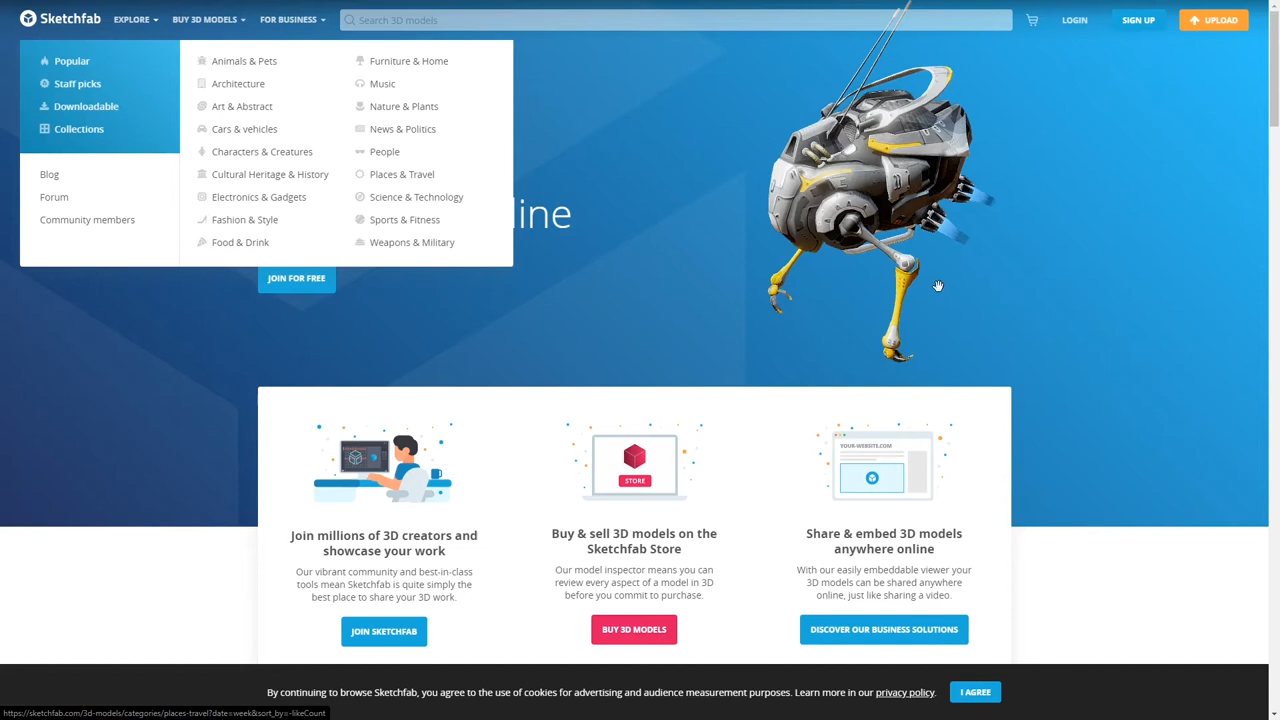 Sketchfab EXPLORE BUY 3D MODELS FOR BUSINESS Search 3D models LOGIN SIGN UP UPLOAD
Popular
Staff picks
Downloadable
Collections
Blog
Forum
Community members
Animals & Pets
Architecture
Art & Abstract
Cars & vehicles
Characters & Creatures
Cultural Heritage & History
Electronics & Gadgets
Fashion & Style
Food & Drink
Furniture & Home
Music
Nature & Plants
News & Politics
People
Places & Travel
Science & Technology
Sports & Fitness
Weapons & Military
line
JOIN FOR FREE
Join millions of 3D creators and
showcase your work
Our vibrant community and best-in-class
tools mean Sketchfab is quite simply the
best place to share your 3D work.
JOIN SKETCHFAB
STORE
Buy & sell 3D models on the
Sketchfab Store
Our model inspector means you can
review every aspect of a model in 3D
before you commit to purchase.
BUY 3D MODELS
YOUR-WEBSITE.COM
Share & embed 3D models
anywhere online
With our easily embeddable viewer your
3D models can be shared anywhere
online, just like sharing a video.
DISCOVER OUR BUSINESS SOLUTIONS
By continuing to browse Sketchfab, you agree to the use of cookies for advertising and audience measurement purposes. Learn more in our privacy policy. I AGREE
https://sketchfab.com/3d-models/categories/places-travel?date=week&sort_by=-likeCount